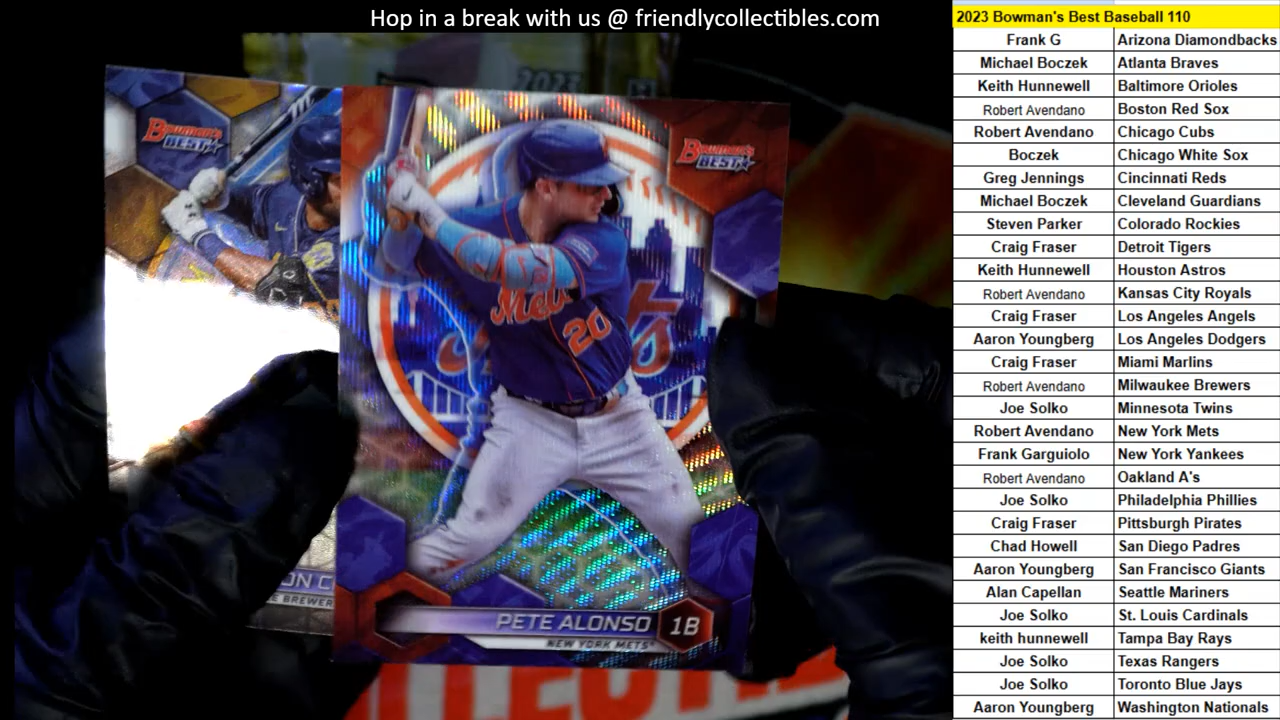 Hop in a break with us @ friendlycollectibles.com
2023 Bowman's Best Baseball 110
Frank G Arizona Diamondbacks
Michael Boczek Atlanta Braves
Keith Hunnewell Baltimore Orioles
Robert Avendano Boston Red Sox
Robert Avendano Chicago Cubs
Boczek Chicago White Sox
Greg Jennings Cincinnati Reds
Michael Boczek Cleveland Guardians
Steven Parker Colorado Rockies
Craig Fraser Detroit Tigers
Keith Hunnewell Houston Astros
Robert Avendano Kansas City Royals
Craig Fraser Los Angeles Angels
Aaron Youngberg Los Angeles Dodgers
Craig Fraser Miami Marlins
Robert Avendano Milwaukee Brewers
Joe Solko Minnesota Twins
Robert Avendano New York Mets
Frank Garguiolo New York Yankees
Robert Avendano Oakland A's
Joe Solko Philadelphia Phillies
Craig Fraser Pittsburgh Pirates
Chad Howell San Diego Padres
Aaron Youngberg San Francisco Giants
Alan Capellan Seattle Mariners
Joe Solko St. Louis Cardinals
keith hunnewell Tampa Bay Rays
Joe Solko Texas Rangers
Joe Solko Toronto Blue Jays
Aaron Youngberg Washington Nationals
2023
BOWMAN'S
BEST
BOWMAN'S
BEST
Mets
20
ON C
E BREWER
PETE ALONSO 1B
NEW YORK METS